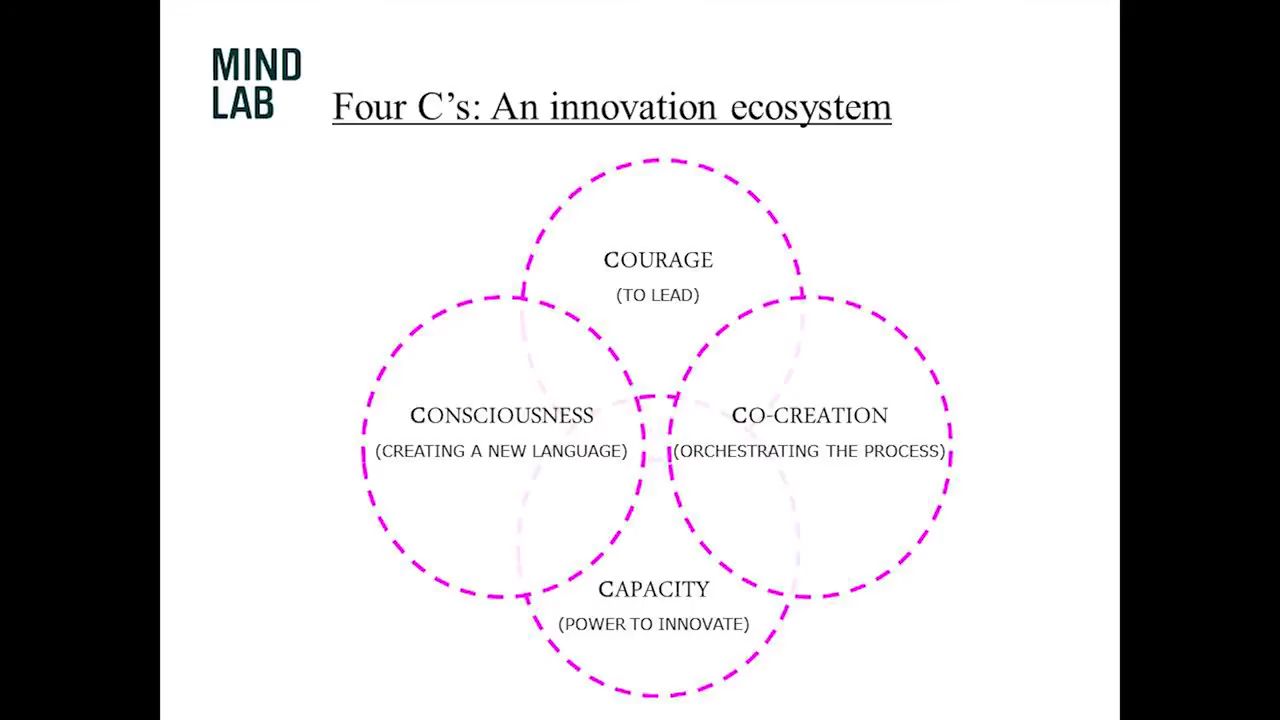 MIND
LAB
Four C’s: An innovation ecosystem
COURAGE
(TO LEAD)
CONSCIOUSNESS
(CREATING A NEW LANGUAGE)
CO-CREATION
(ORCHESTRATING THE PROCESS)
CAPACITY
(POWER TO INNOVATE)